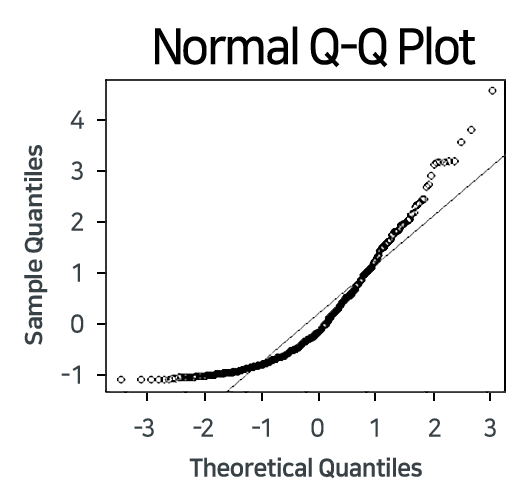 Normal Q-Q Plot
Sample Quantiles
4
3
2
1
0
-1
-3 -2 -1 0 1 2 3
Theoretical Quantiles